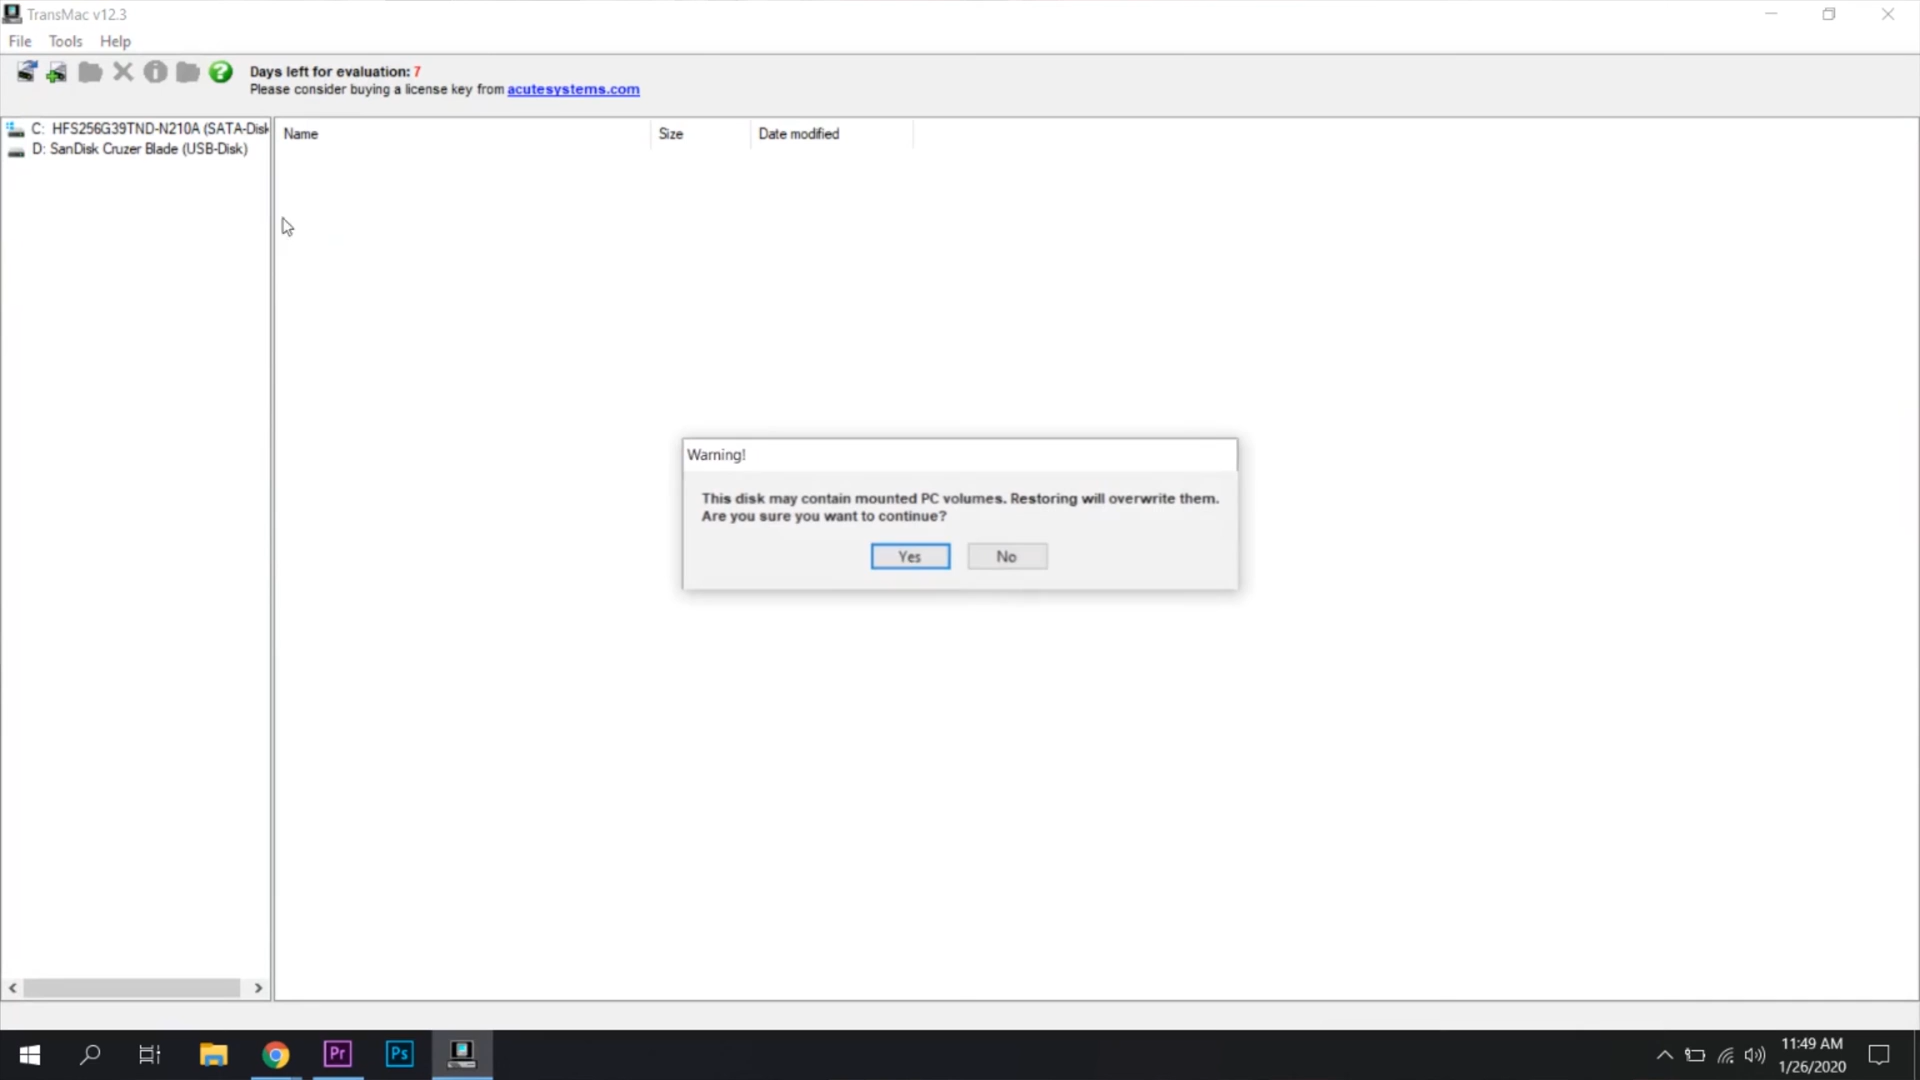 TransMac v12.3
File Tools Help
Days left for evaluation: 7
Please consider buying a license key from acutesystems.com
C: HFS256G39TND-N210A (SATA-Disk
D: SanDisk Cruzer Blade (USB-Disk)
Name Size Date modified
Warning!
This disk may contain mounted PC volumes. Restoring will overwrite them.
Are you sure you want to continue?
Yes No
Pr Ps
11:49 AM
1/26/2020